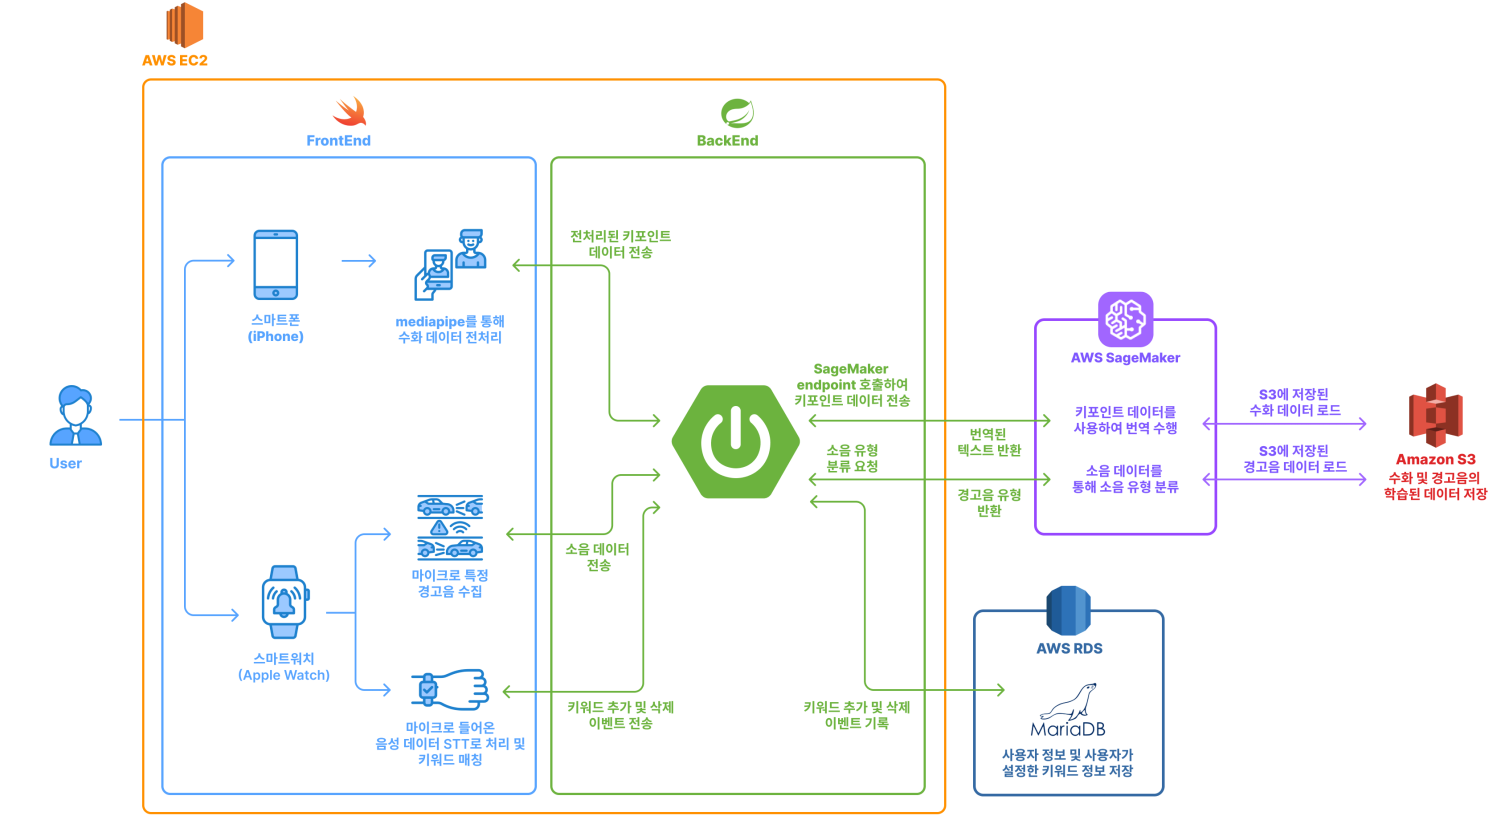 AWS EC2
FrontEnd
BackEnd
전처리된 키포인트
데이터 전송
스마트폰
(iPhone)
mediapipe를 통해
수화 데이터 전처리
User
SageMaker
endpoint 호출하여
키포인트 데이터 전송
번역된
텍스트 반환
소음 유형
분류 요청
경고음 유형
반환
AWS SageMaker
키포인트 데이터를
사용하여 번역 수행
소음 데이터를
통해 소음 유형 분류
S3에 저장된
수화 데이터 로드
S3에 저장된
경고음 데이터 로드
Amazon S3
수화 및 경고음의
학습된 데이터 저장
마이크로 특정
경고음 수집
소음 데이터
전송
스마트워치
(Apple Watch)
마이크로 들어온
음성 데이터 STT로 처리 및
키워드 매칭
키워드 추가 및 삭제
이벤트 전송
키워드 추가 및 삭제
이벤트 기록
AWS RDS
MariaDB
사용자 정보 및 사용자가
설정한 키워드 정보 저장